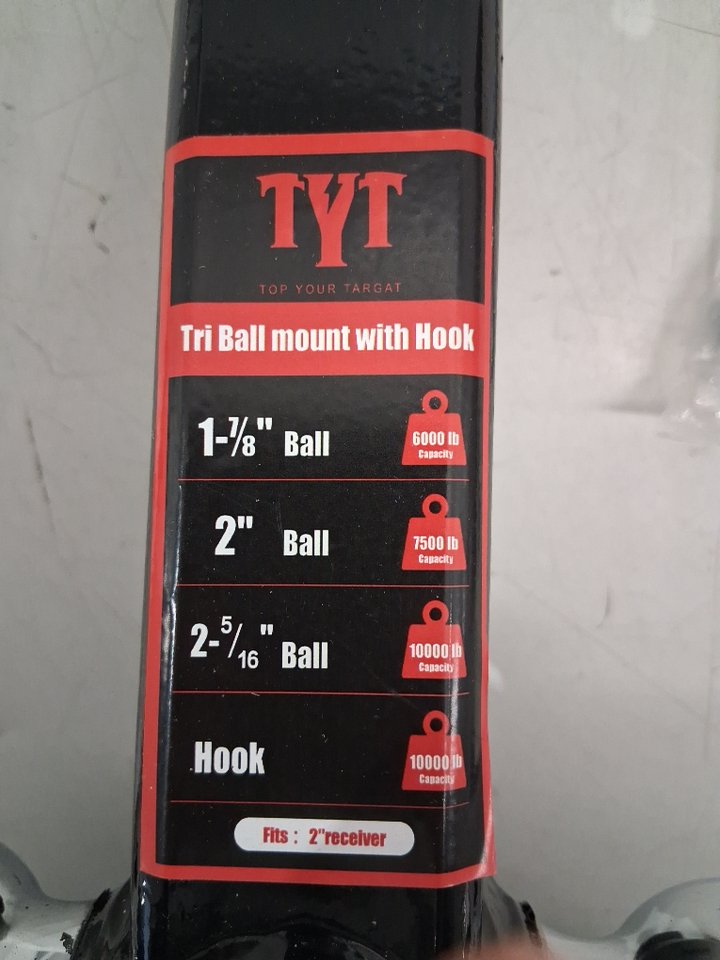 TYT
TOP YOUR TARGAT
Tri Ball mount with Hook
1-7/8" Ball
6000 lb
Capacity
2" Ball
7500 lb
Capacity
2-5/16" Ball
10000 lb
Capacity
Hook
10000 lb
Capacity
Fits : 2"receiver